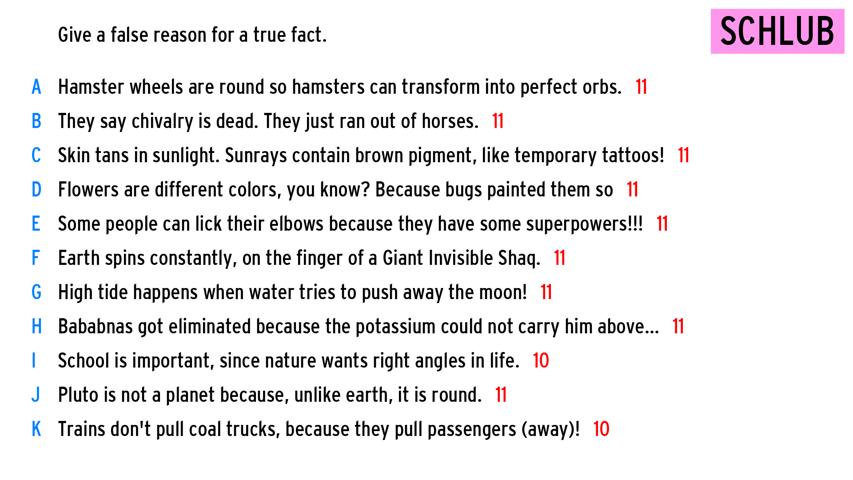 Give a false reason for a true fact.
SCHLUB
A Hamster wheels are round so hamsters can transform into perfect orbs. 11
B They say chivalry is dead. They just ran out of horses. 11
C Skin tans in sunlight. Sunrays contain brown pigment, like temporary tattoos! 11
D Flowers are different colors, you know? Because bugs painted them so 11
E Some people can lick their elbows because they have some superpowers!!! 11
F Earth spins constantly, on the finger of a Giant Invisible Shaq. 11
G High tide happens when water tries to push away the moon! 11
H Bababnas got eliminated because the potassium could not carry him above... 11
I School is important, since nature wants right angles in life. 10
J Pluto is not a planet because, unlike earth, it is round. 11
K Trains don't pull coal trucks, because they pull passengers (away)! 10